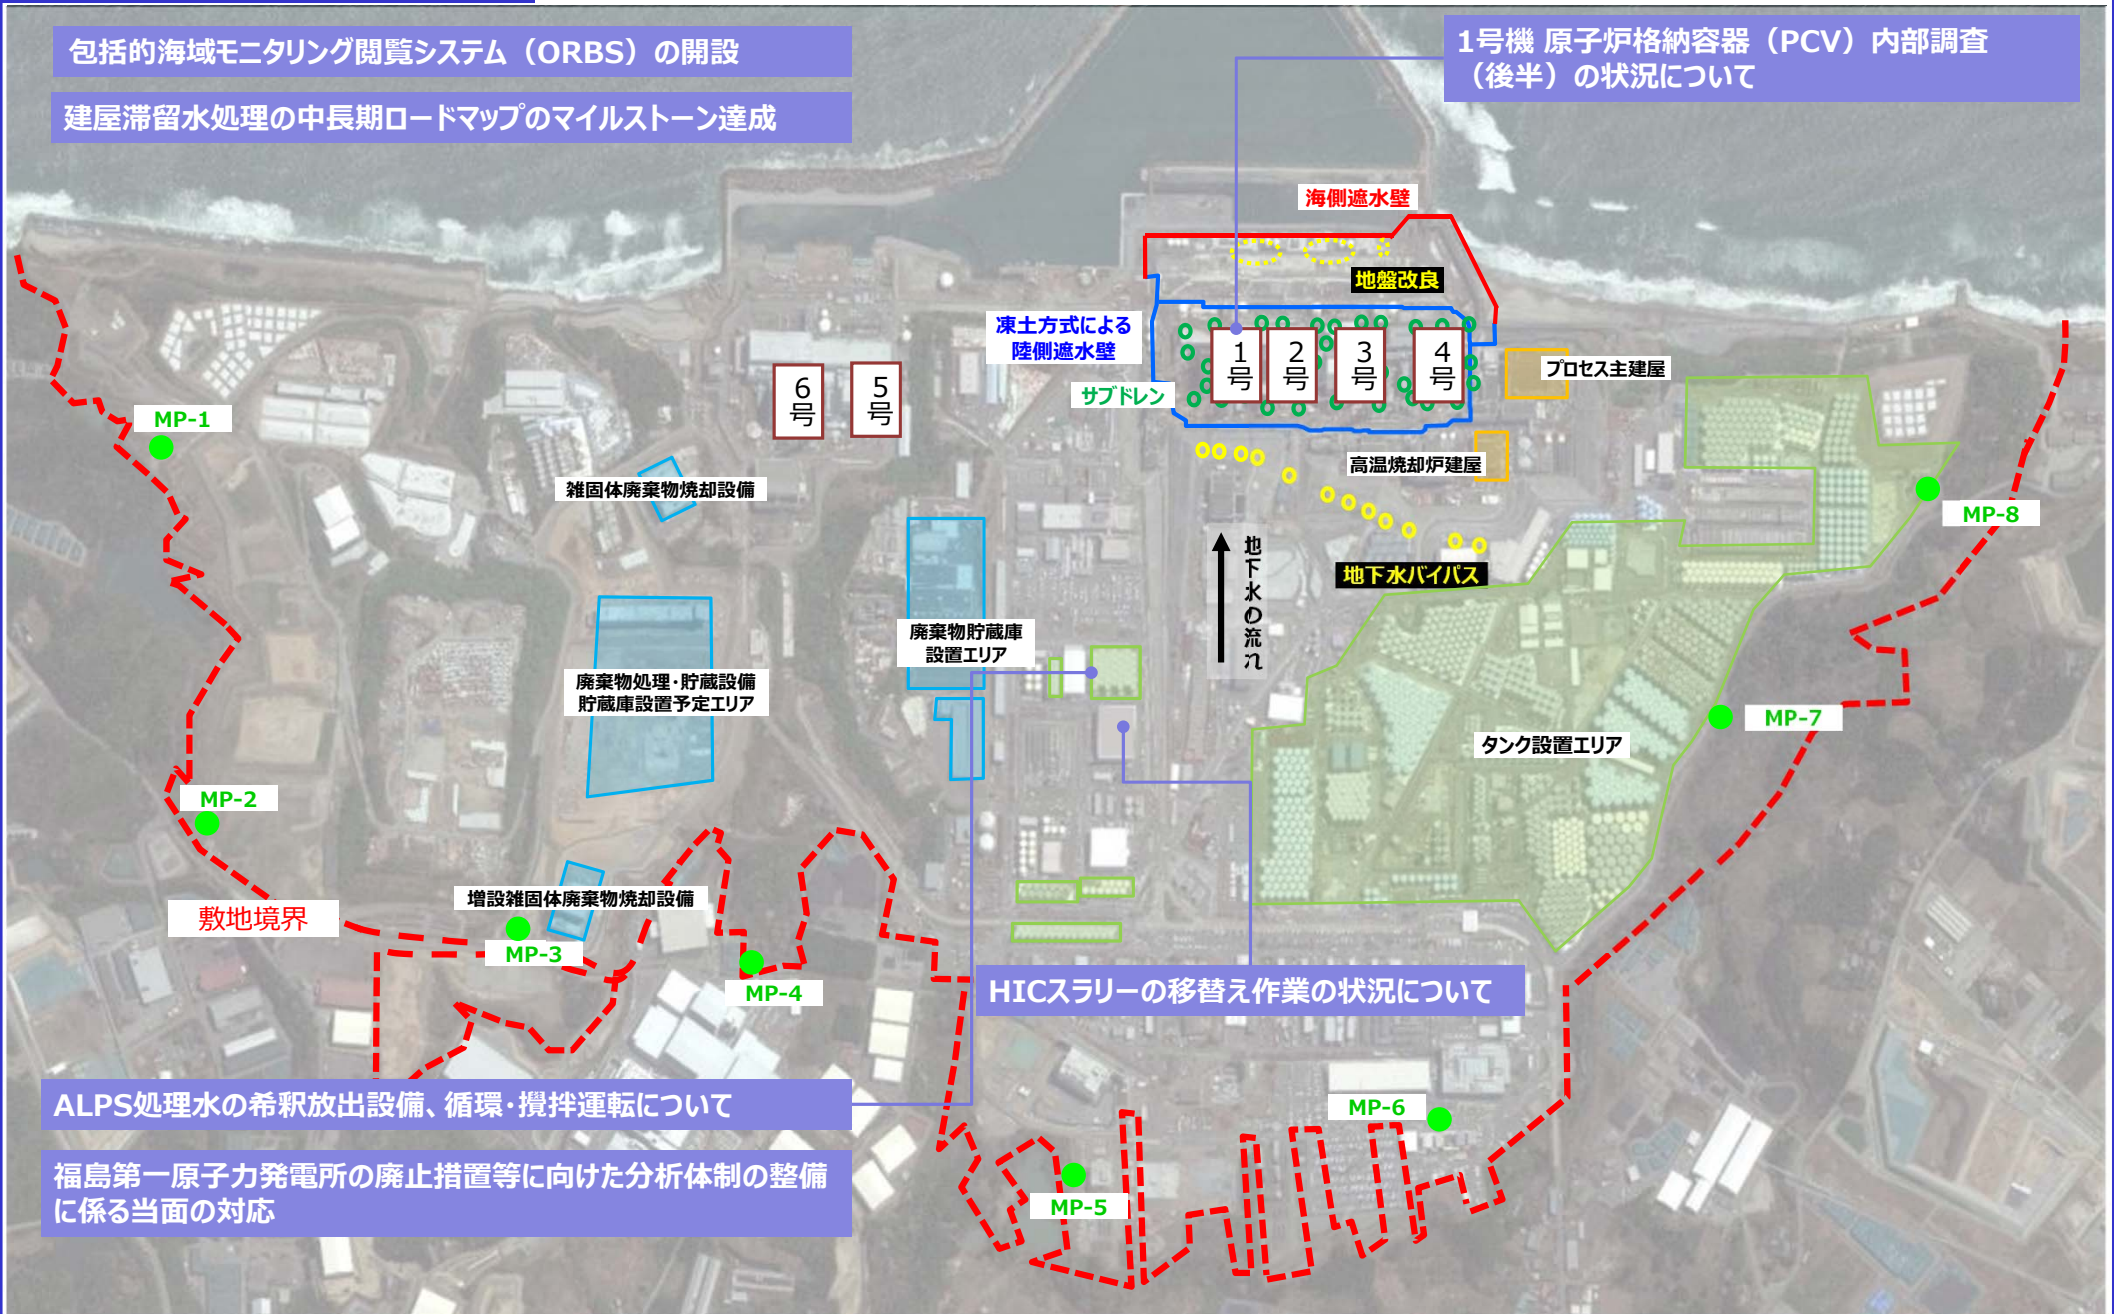 包括的海域モニタリング閲覧システム（ORBS）の開設
建屋滞留水処理の中長期ロードマップのマイルストーン達成
1号機 原子炉格納容器（PCV）内部調査
（後半）の状況について
海側遮水壁
地盤改良
凍土方式による
陸側遮水壁
サブドレン
1号
2号
3号
4号
5号
6号
プロセス主建屋
高温焼却炉建屋
MP-1
雑固体廃棄物焼却設備
MP-8
地下水バイパス
地下水の流れ
廃棄物貯蔵庫
設置エリア
廃棄物処理・貯蔵設備
貯蔵庫設置予定エリア
MP-7
タンク設置エリア
MP-2
増設雑固体廃棄物焼却設備
敷地境界
MP-3
MP-4
HICスラリーの移替え作業の状況について
ALPS処理水の希釈放出設備、循環・攪拌運転について
MP-6
福島第一原子力発電所の廃止措置等に向けた分析体制の整備
に係る当面の対応
MP-5